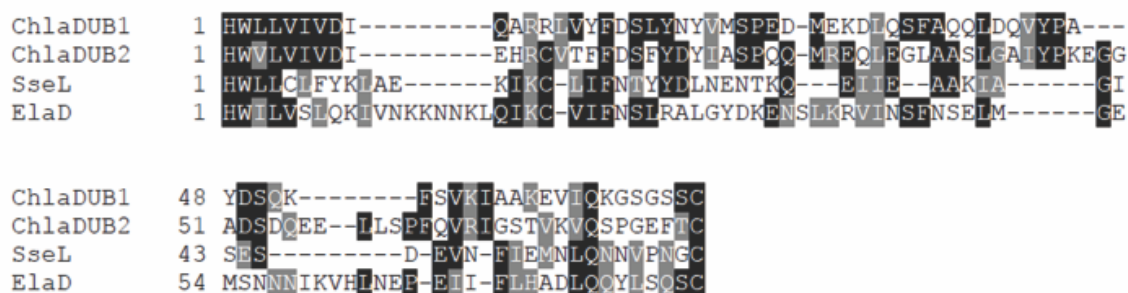 ChlaDUB1 1 HWLLVIVDI---------QARRLVYFDSLYNYVMSPED-MEKDLQSFAQQLDQVYPA---
ChlaDUB2 1 HWVLVIVDI---------EHRCVTFFDSFYDYIASPQQ-MREQLEGLAASLGAIYPKEGG
SseL 1 HWLLCLFYKLAE------KIKC-LIFNTYYDLNENTKQ---EIIE--AAKIA------GI
ElaD 1 HWILVSLQKIVNKKNNKLQIKC-VIFNSLRALGYDKENSLKRVINSFNSELM------GE
ChlaDUB1 48 YDSQK--------FSVKIAAKEVIQKGSGSSC
ChlaDUB2 51 ADSDQEE--LLSPFQVRIGSTVKVQSPGEFTC
SseL 43 SES---------D-EVN-FIEMNLQNNVPNGC
ElaD 54 MSNNNIKVHLNEP-EII-FLHADLQQYLSQSC